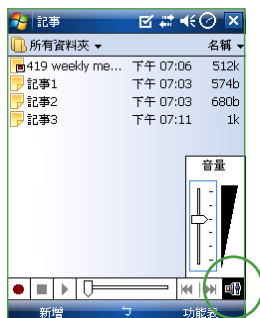 記事
所有資料夾 名稱
419 weekly me... 下午 07:06 512k
記事1 下午 07:03 574b
記事2 下午 07:03 680b
記事3 下午 07:11 1k
音量
新增 功能表